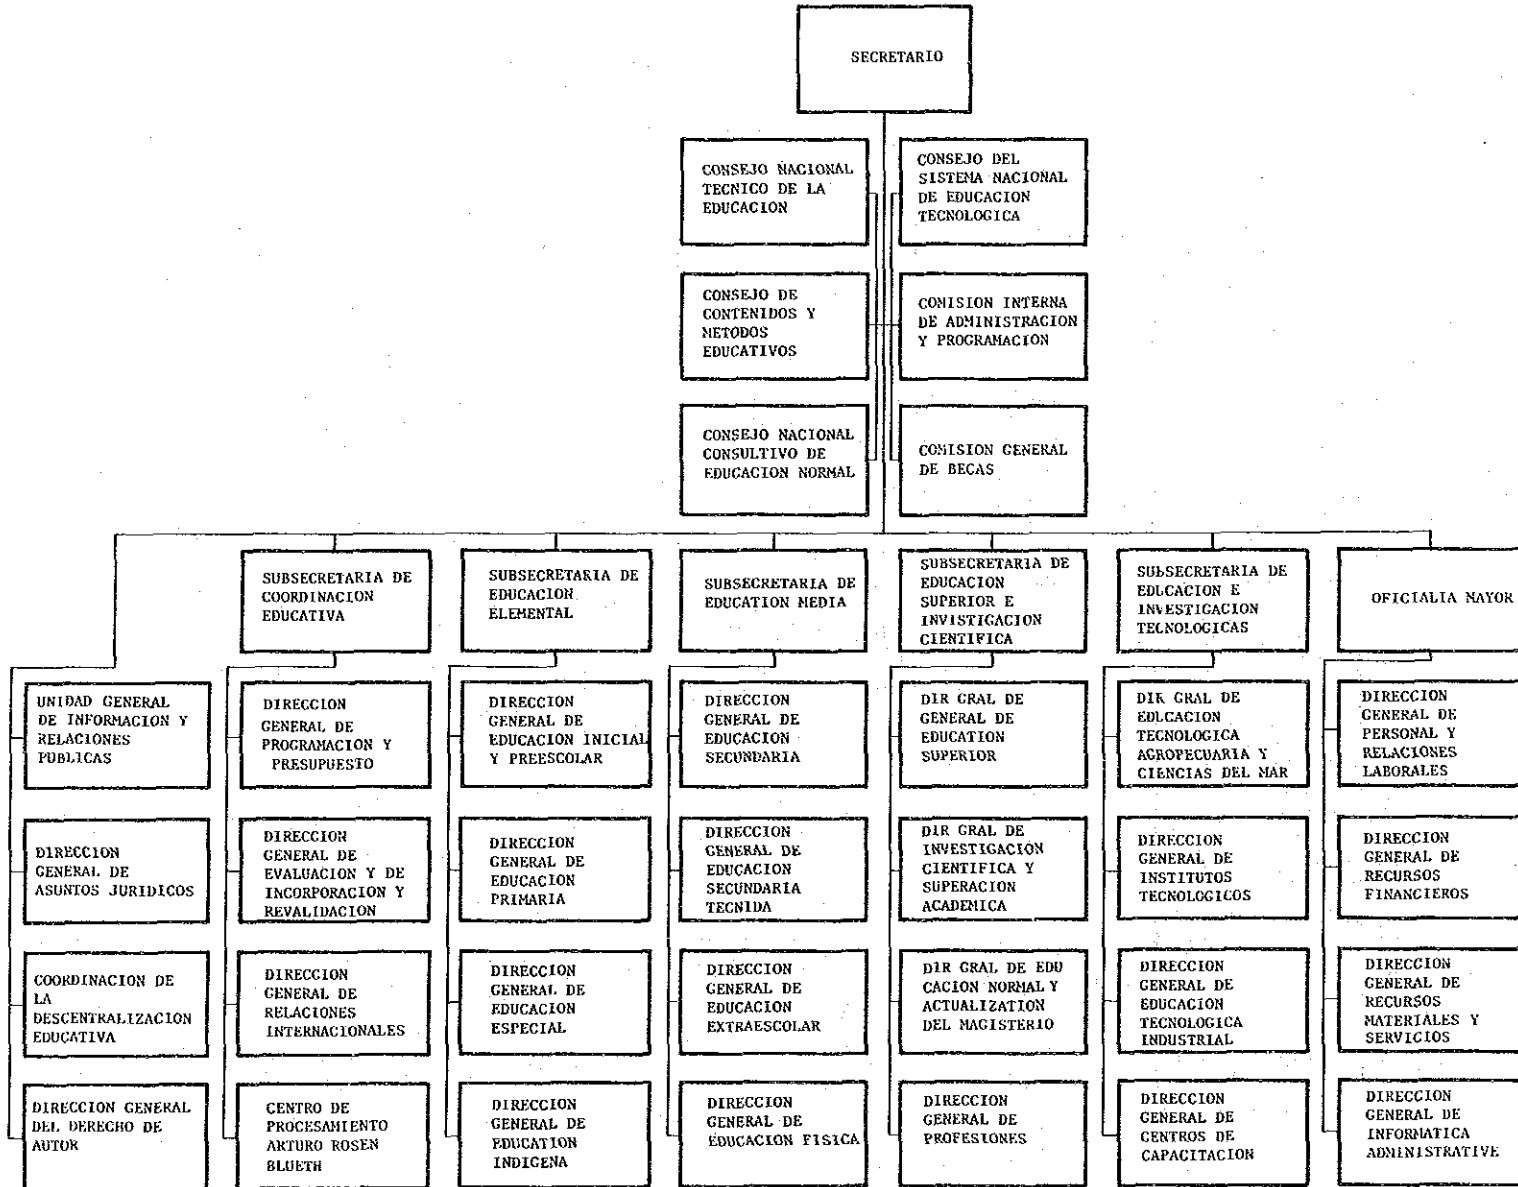 SECRETARIO
CONSEJO NACIONAL
TECNICO DE LA
EDUCACION
CONSEJO DEL
SISTEMA NACIONAL
DE EDUCACION
TECNOLOGICA
CONSEJO DE
CONTENIDOS Y
METODOS
EDUCATIVOS
COMISION INTERNA
DE ADMINISTRACION
Y PROGRAMACION
CONSEJO NACIONAL
CONSULTIVO DE
EDUCACION NORMAL
COMISION GENERAL
DE BECAS
SUBSECRETARIA DE
COORDINACION
EDUCATIVA
SUBSECRETARIA DE
EDUCACION
ELEMENTAL
SUBSECRETARIA DE
EDUCATION MEDIA
SUBSECRETARIA DE
EDUCACION
SUPERIOR E
INVISTIGACION
CIENTIFICA
SUBSECRETARIA DE
EDUCACION E
INVESTIGACION
TECNOLOGICAS
OFICIALIA MAYOR
UNIDAD GENERAL
DE INFORMACION Y
RELACIONES
PUBLICAS
DIRECCION
GENERAL DE
PROGRAMACION Y
PRESUPUESTO
DIRECCION
GENERAL DE
EDUCACION INICIAL
Y PREESCOLAR
DIRECCION
GENERAL DE
EDUCACION
SECUNDARIA
DIR GRAL DE
GENERAL DE
EDUCATION
SUPERIOR
DIR GRAL DE
EDUCACION
TECNOLOGICA
AGROPECUARIA Y
CIENCIAS DEL MAR
DIRECCION
GENERAL DE
PERSONAL Y
RELACIONES
LABORALES
DIRECCION
GENERAL DE
ASUNTOS JURIDICOS
DIRECCION
GENERAL DE
EVALUACION Y DE
INCORPORACION Y
REVALIDACION
DIRECCION
GENERAL DE
EDUCACION
PRIMARIA
DIRECCION
GENERAL DE
EDUCACION
SECUNDARIA
TECNIDA
DIR GRAL DE
INVESTIGACION
CIENTIFICA Y
SUPERACION
ACADEMICA
DIRECCION
GENERAL DE
INSTITUTOS
TECNOLOGICOS
DIRECCION
GENERAL DE
RECURSOS
FINANCIEROS
COORDINACION DE
LA
DESCENTRALIZACION
EDUCATIVA
DIRECCION
GENERAL DE
RELACIONES
INTERNACIONALES
DIRECCION
GENERAL DE
EDUCACION
ESPECIAL
DIRECCION
GENERAL DE
EDUCACION
EXTRAESCOLAR
DIR GRAL DE EDU
CACION NORMAL Y
ACTUALIZATION
DEL MAGISTERIO
DIRECCION
GENERAL DE
EDUCACION
TECNOLOGICA
INDUSTRIAL
DIRECCION
GENERAL DE
RECURSOS
MATERIALES Y
SERVICIOS
DIRECCION GENERAL
DEL DERECHO DE
AUTOR
CENTRO DE
PROCESAMIENTO
ARTURO ROSEN
BLUETH
DIRECCION
GENERAL DE
EDUCATION
INDIGENA
DIRECCION
GENERAL DE
EDUCACION FISICA
DIRECCION
GENERAL DE
PROFESIONES
DIRECCION
GENERAL DE
CENTROS DE
CAPACITACION
DIRECCION
GENERAL DE
INFORMATICA
ADMINISTRATIVE